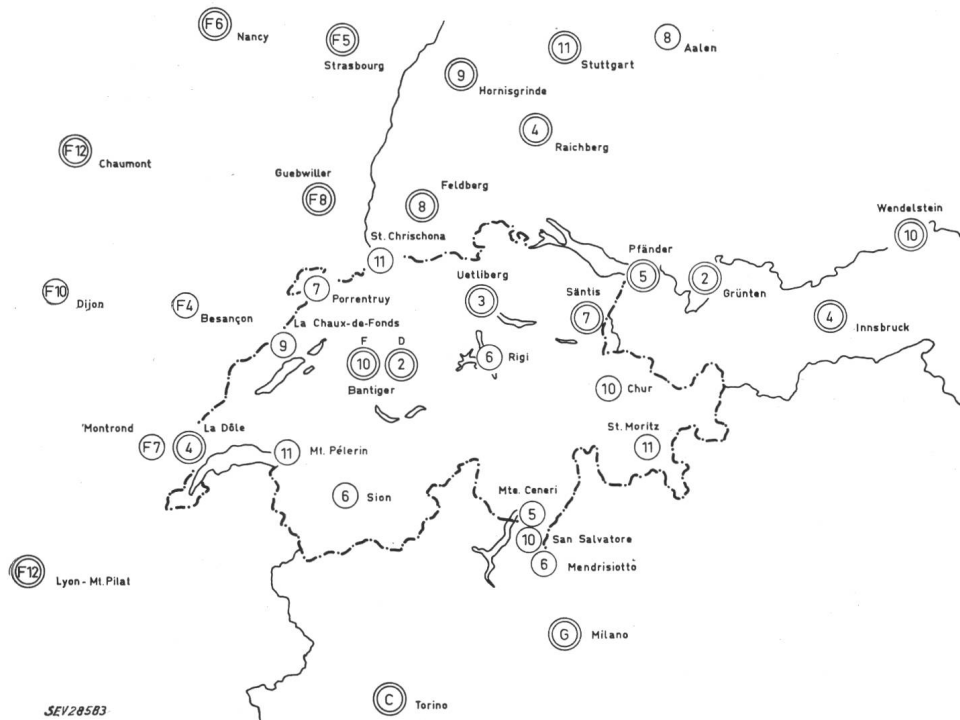 F6
Nancy
F5
Strasbourg
9
Hornisgrinde
11
Stuttgart
8
Aalen
4
Raichberg
F12
Chaumont
Guebwiller
F8
Feldberg
8
St. Chrischona
11
Wendelstein
10
Pfänder
5
2
Grünten
4
Innsbruck
F10
Dijon
F4
Besançon
7
Porrentruy
Uetliberg
3
Säntis
7
La Chaux-de-Fonds
9
F D
10 2
Bantiger
6
Rigi
10
Chur
'Montrond
F7
La Dôle
4
11
Mt. Pélerin
St. Moritz
11
6
Sion
Mte. Ceneri
5
10
San Salvatore
6
Mendrisiotto
F12
Lyon - Mt. Pilat
G
Milano
C
Torino
SEV28583